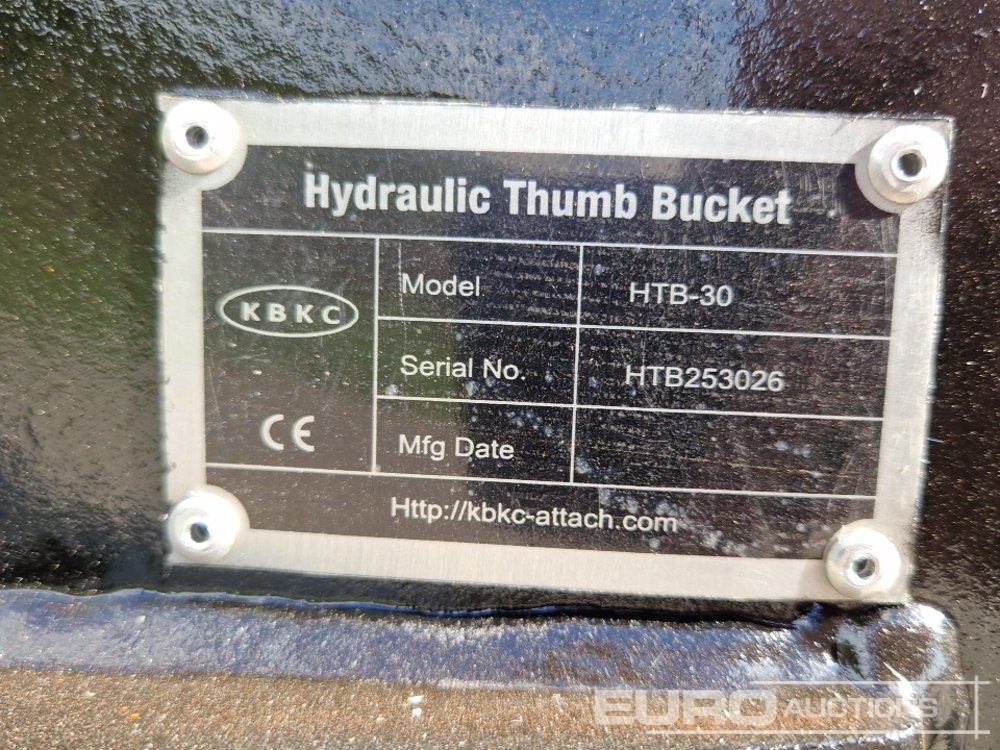 Hydraulic Thumb Bucket
KBKC
CE
Model HTB-30
Serial No. HTB253026
Mfg Date
Http://kbkc-attach.com
EURO AUCTIONS